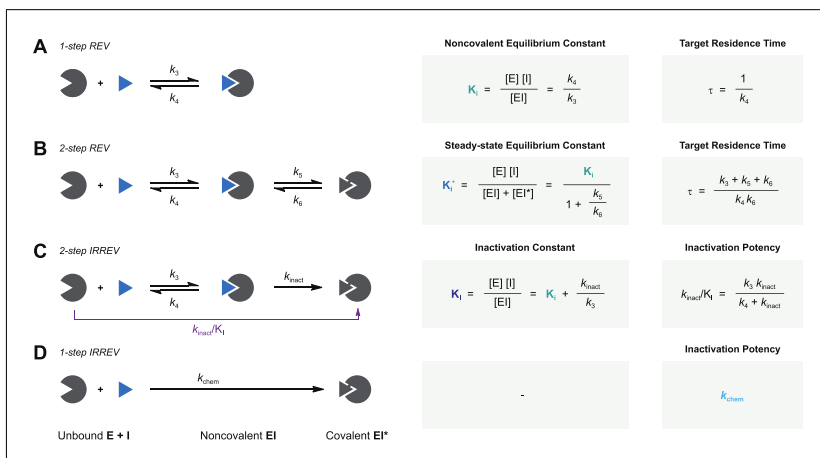 Noncovalent Equilibrium Constant
Target Residence Time
A 1-step REV
+
k₃
k₄
Kᵢ = [E] [I] / [EI] = k₄ / k₃
τ = 1 / k₄
B 2-step REV
Steady-state Equilibrium Constant
Target Residence Time
+
k₃
k₄
k₅
k₆
Kᵢ* = [E] [I] / [EI] + [EI*] = Kᵢ / 1 + k₅ / k₆
τ = k₃ + k₅ + k₆ / k₄ k₆
C 2-step IRREV
Inactivation Constant
Inactivation Potency
+
k₃
k₄
kinact
kinact/KI
KI = [E] [I] / [EI] = Kᵢ + kinact / k₃
kinact/KI = k₃ kinact / k₄ + kinact
D 1-step IRREV
Inactivation Potency
+
kchem
-
kchem
Unbound E + I
Noncovalent EI
Covalent EI*